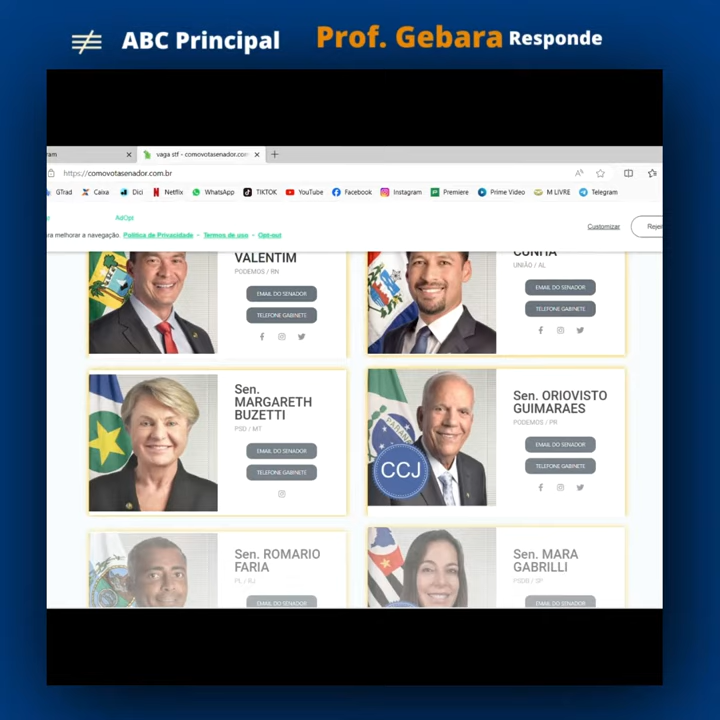 ABC Principal
Prof. Gebara Responde
vaga stf - comovotasenador.com
https://comovotasenador.com.br
GTrad Caixa Dici Netflix WhatsApp TIKTOK YouTube Facebook Instagram Premiere Prime Video M LIVRE Telegram
AdOpt
ra melhorar a navegação. Política de Privacidade - Termos de uso - Opt-out
Customizar
Rejei
VALENTIM
PODEMOS / RN
EMAIL DO SENADOR
TELEFONE GABINETE
CUNHA
UNIÃO / AL
EMAIL DO SENADOR
TELEFONE GABINETE
Sen.
MARGARETH
BUZETTI
PSD / MT
EMAIL DO SENADOR
TELEFONE GABINETE
CCJ
Sen. ORIOVISTO
GUIMARAES
PODEMOS / PR
EMAIL DO SENADOR
TELEFONE GABINETE
Sen. ROMARIO
FARIA
PL / RJ
EMAIL DO SENADOR
Sen. MARA
GABRILLI
PSDB / SP
EMAIL DO SENADOR